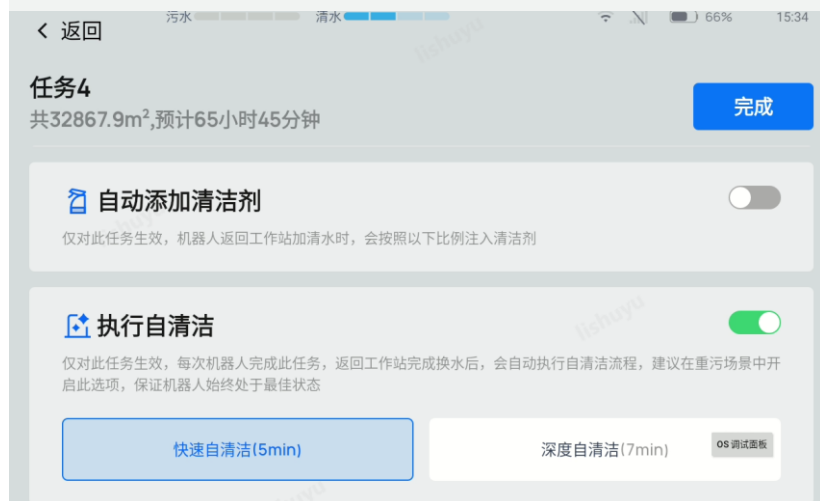 污水 清水 66% 15:34
返回
任务4
共32867.9m²,预计65小时45分钟
完成
自动添加清洁剂
仅对此任务生效，机器人返回工作站加清水时，会按照以下比例注入清洁剂
执行自清洁
仅对此任务生效，每次机器人完成此任务，返回工作站完成换水后，会自动执行自清洁流程，建议在重污场景中开
启此选项，保证机器人始终处于最佳状态
快速自清洁(5min)
深度自清洁(7min)
OS 调试面板
lishuyu
lishuyu